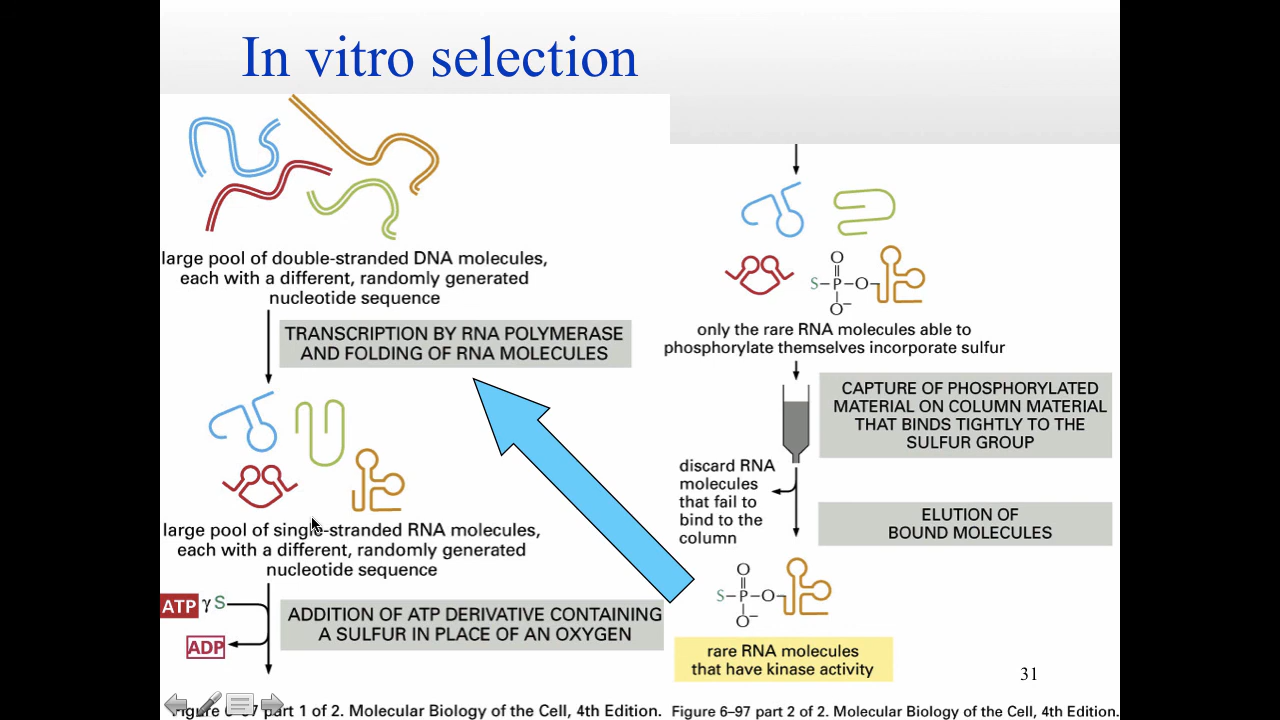 In vitro selection
large pool of double-stranded DNA molecules,
each with a different, randomly generated
nucleotide sequence
TRANSCRIPTION BY RNA POLYMERASE
AND FOLDING OF RNA MOLECULES
large pool of single-stranded RNA molecules,
each with a different, randomly generated
nucleotide sequence
ATP γ S
ADP
ADDITION OF ATP DERIVATIVE CONTAINING
A SULFUR IN PLACE OF AN OXYGEN
Figure 6–97 part 1 of 2. Molecular Biology of the Cell, 4th Edition.
O
S–P–O
O−
only the rare RNA molecules able to
phosphorylate themselves incorporate sulfur
CAPTURE OF PHOSPHORYLATED
MATERIAL ON COLUMN MATERIAL
THAT BINDS TIGHTLY TO THE
SULFUR GROUP
discard RNA
molecules
that fail to
bind to the
column
ELUTION OF
BOUND MOLECULES
O
S–P–O
O−
rare RNA molecules
that have kinase activity
31
Figure 6–97 part 2 of 2. Molecular Biology of the Cell, 4th Edition.